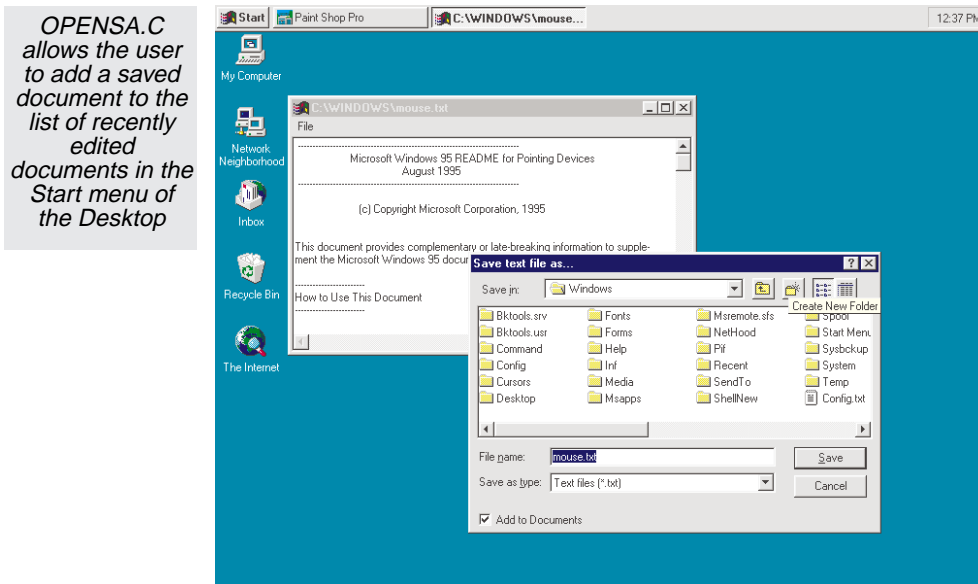 OPENSA.C
allows the user
to add a saved
document to the
list of recently
edited
documents in the
Start menu of
the Desktop
Start
Paint Shop Pro
C:\WINDOWS\mouse...
12:37 PM
My Computer
Network
Neighborhood
Inbox
Recycle Bin
The Internet
C:\WINDOWS\mouse.txt
File
Microsoft Windows 95 README for Pointing Devices
August 1995
(c) Copyright Microsoft Corporation, 1995
This document provides complementary or late-breaking information to supple-
ment the Microsoft Windows 95 docu
How to Use This Document
Save text file as...
Save in: Windows
Create New Folder
Bktools.srv Fonts Msremote.sfs Spool
Bktools.usr Forms NetHood Start Menu
Command Help Pif Sysbckup
Config Inf Recent System
Cursors Media SendTo Temp
Desktop Msapps ShellNew Config.txt
File name: mouse.txt Save
Save as type: Text files (*.txt) Cancel
Add to Documents